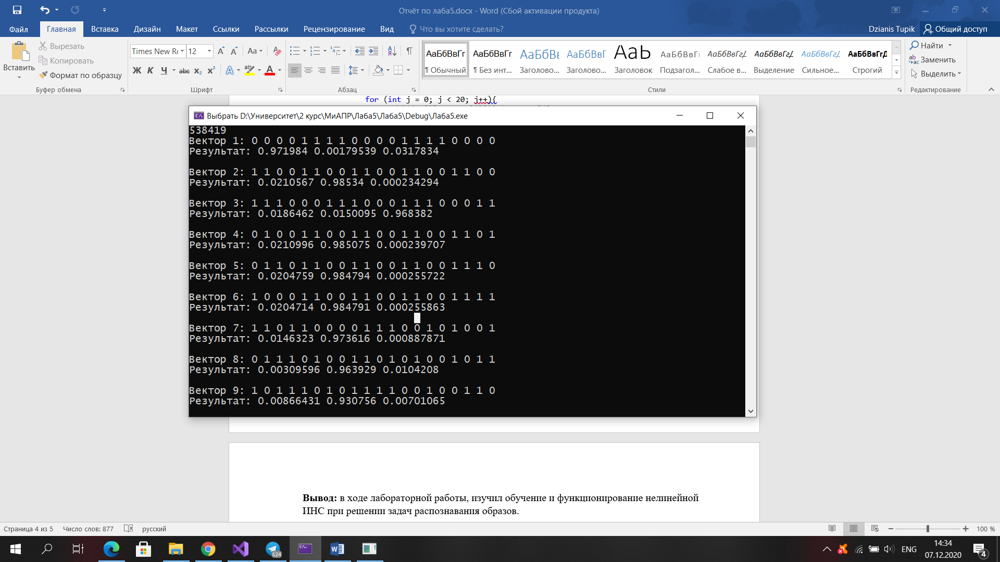 Отчёт по лаба5.docx - Word (Сбой активации продукта)
Файл Главная Вставка Дизайн Макет Ссылки Рассылки Рецензирование Вид Что вы хотите сделать? Dzianis Tupik Общий доступ
Вставить
Вырезать
Копировать
Формат по образцу
Буфер обмена
Times New Rc 12
Шрифт
Абзац
АаБбВвГг АаБбВвГг АаБбВі АаБбВвГ АаБ АаБбВвГг АаБбВвГгД АаБбВвГгД АаБбВвГгД АаБбВвГгД
¶ Обычный ¶ Без инт... Заголово... Заголово... Заголовок Подзагол... Слабое в... Выделение Сильное... Строгий
Стили
Найти
Заменить
Выделить
Редактирование
for (int j = 0; j < 20; j++){
Выбрать D:\Университет\2 курс\МиАПР\Лаба5\Лаба5\Debug\Лаба5.exe
538419
Вектор 1: 0 0 0 0 1 1 1 1 0 0 0 0 1 1 1 1 0 0 0 0
Результат: 0.971984 0.00179539 0.0317834
Вектор 2: 1 1 0 0 1 1 0 0 1 1 0 0 1 1 0 0 1 1 0 0
Результат: 0.0210567 0.98534 0.000234294
Вектор 3: 1 1 1 0 0 0 1 1 1 0 0 0 1 1 1 0 0 0 1 1
Результат: 0.0186462 0.0150095 0.968382
Вектор 4: 0 1 0 0 1 1 0 0 1 1 0 0 1 1 0 0 1 1 0 1
Результат: 0.0210996 0.985075 0.000239707
Вектор 5: 0 1 1 0 1 1 0 0 1 1 0 0 1 1 0 0 1 1 1 0
Результат: 0.0204759 0.984794 0.000255722
Вектор 6: 1 0 0 0 1 1 0 0 1 1 0 0 1 1 0 0 1 1 1 1
Результат: 0.0204714 0.984791 0.000255863
Вектор 7: 1 1 0 1 1 0 0 0 0 1 1 1 0 0 1 0 1 0 0 1
Результат: 0.0146323 0.973616 0.000887871
Вектор 8: 0 1 1 1 0 1 0 0 1 1 0 1 0 1 0 0 1 0 1 1
Результат: 0.00309596 0.963929 0.0104208
Вектор 9: 1 0 1 1 1 0 1 0 1 1 1 1 0 0 1 0 0 1 1 0
Результат: 0.00866431 0.930756 0.00701065
Вывод: в ходе лабораторной работы, изучил обучение и функционирование нелинейной
ИНС при решении задач распознавания образов.
Страница 4 из 5 Число слов: 877 русский 100 %
624
ENG
14:34
07.12.2020
4